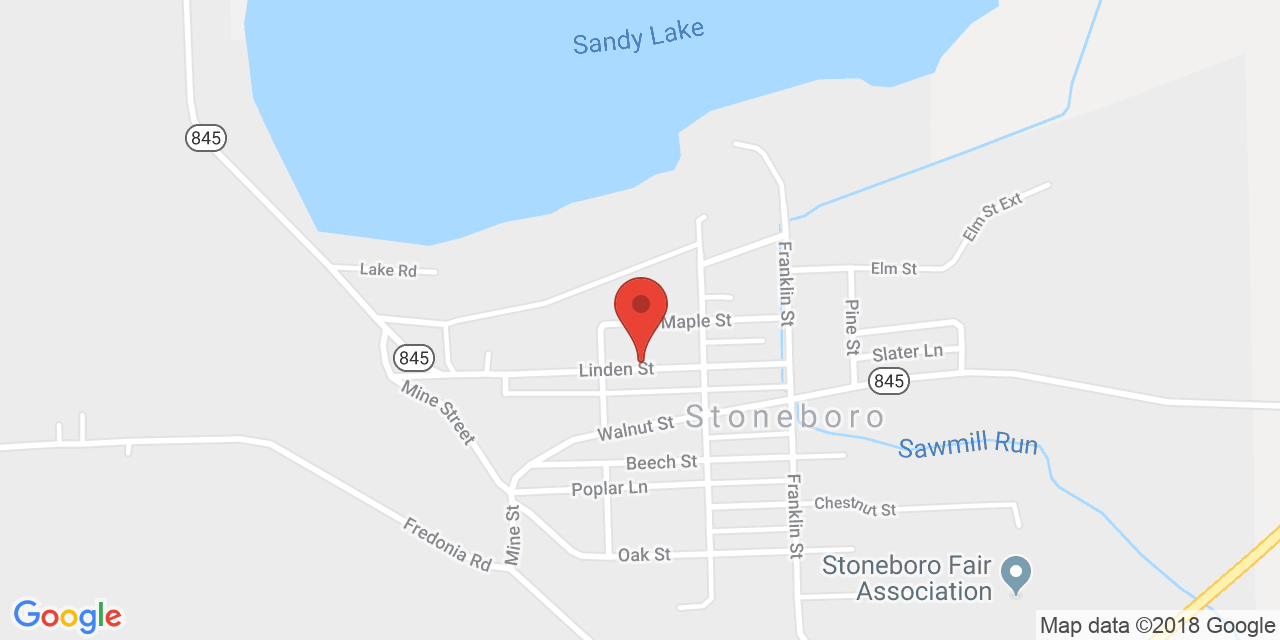 Sandy Lake
845
Elm St Ext
Lake Rd
Elm St
Franklin St
Pine St
Maple St
Slater Ln
845
Linden St
845
Mine Street
Stoneboro
Walnut St
Sawmill Run
Beech St
Poplar Ln
Chestnut St
Franklin St
Mine St
Fredonia Rd
Oak St
Stoneboro Fair
Association
Google
Map data ©2018 Google